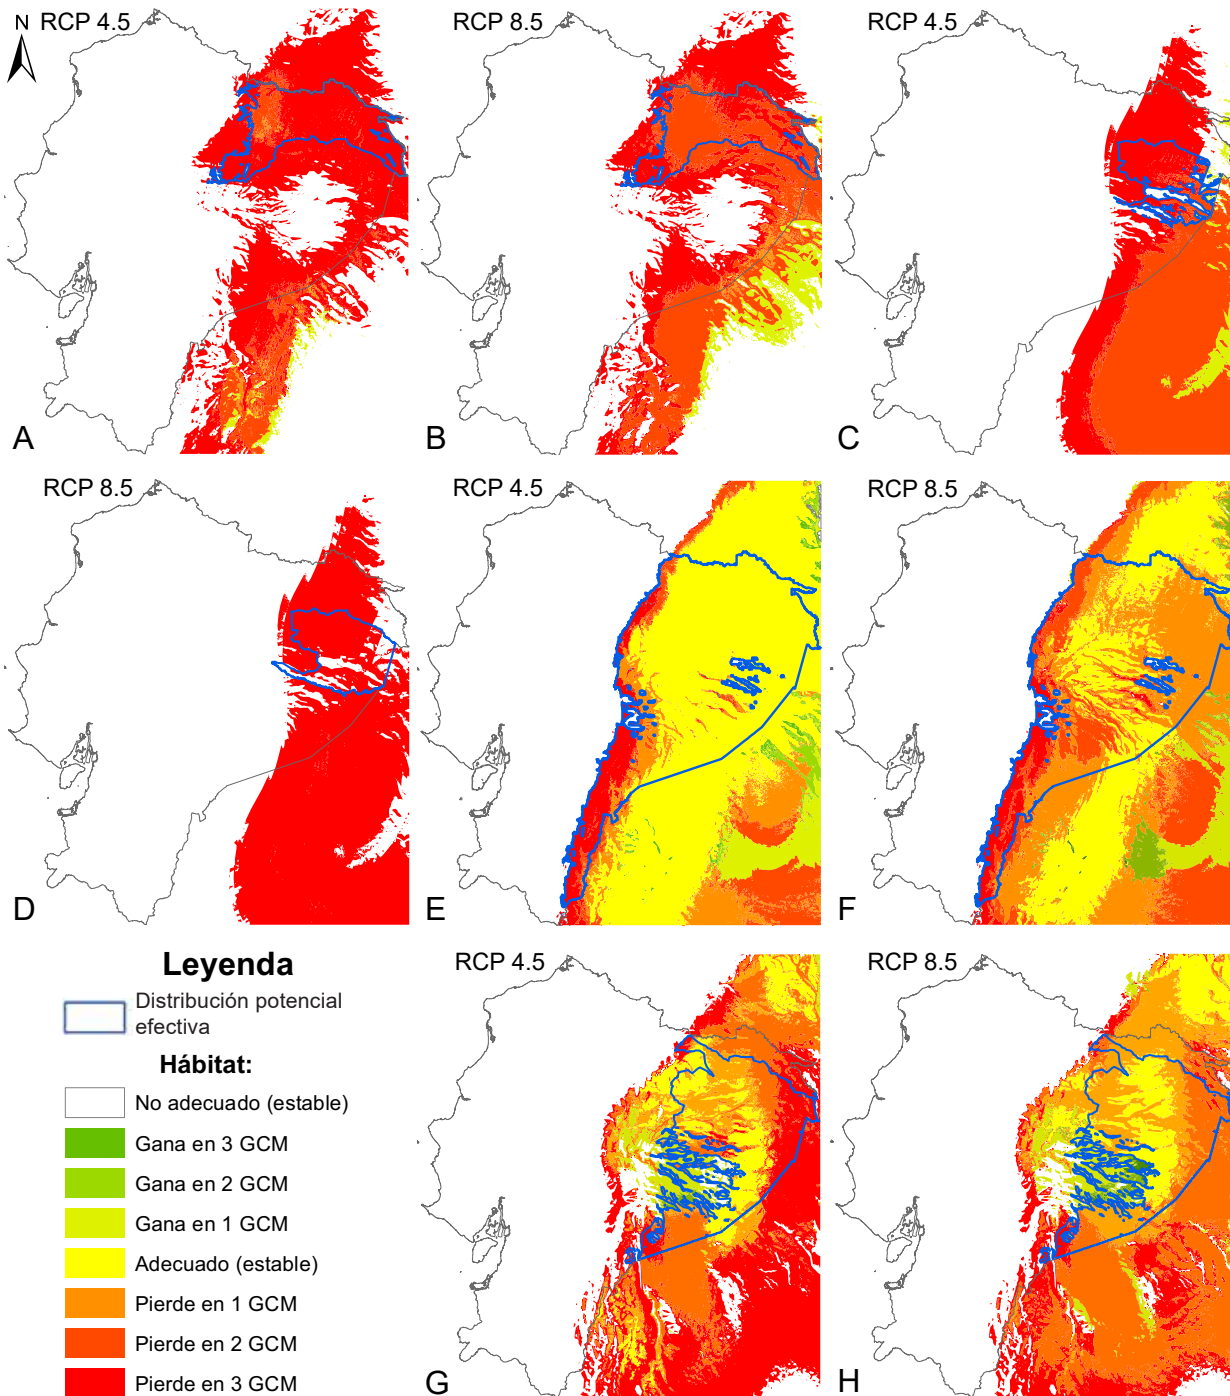 N
RCP 4.5
RCP 8.5
RCP 4.5
A
B
C
RCP 8.5
RCP 4.5
RCP 8.5
D
E
F
Leyenda
Distribución potencial
efectiva
Hábitat:
No adecuado (estable)
Gana en 3 GCM
Gana en 2 GCM
Gana en 1 GCM
Adecuado (estable)
Pierde en 1 GCM
Pierde en 2 GCM
Pierde en 3 GCM
RCP 4.5
RCP 8.5
G
H